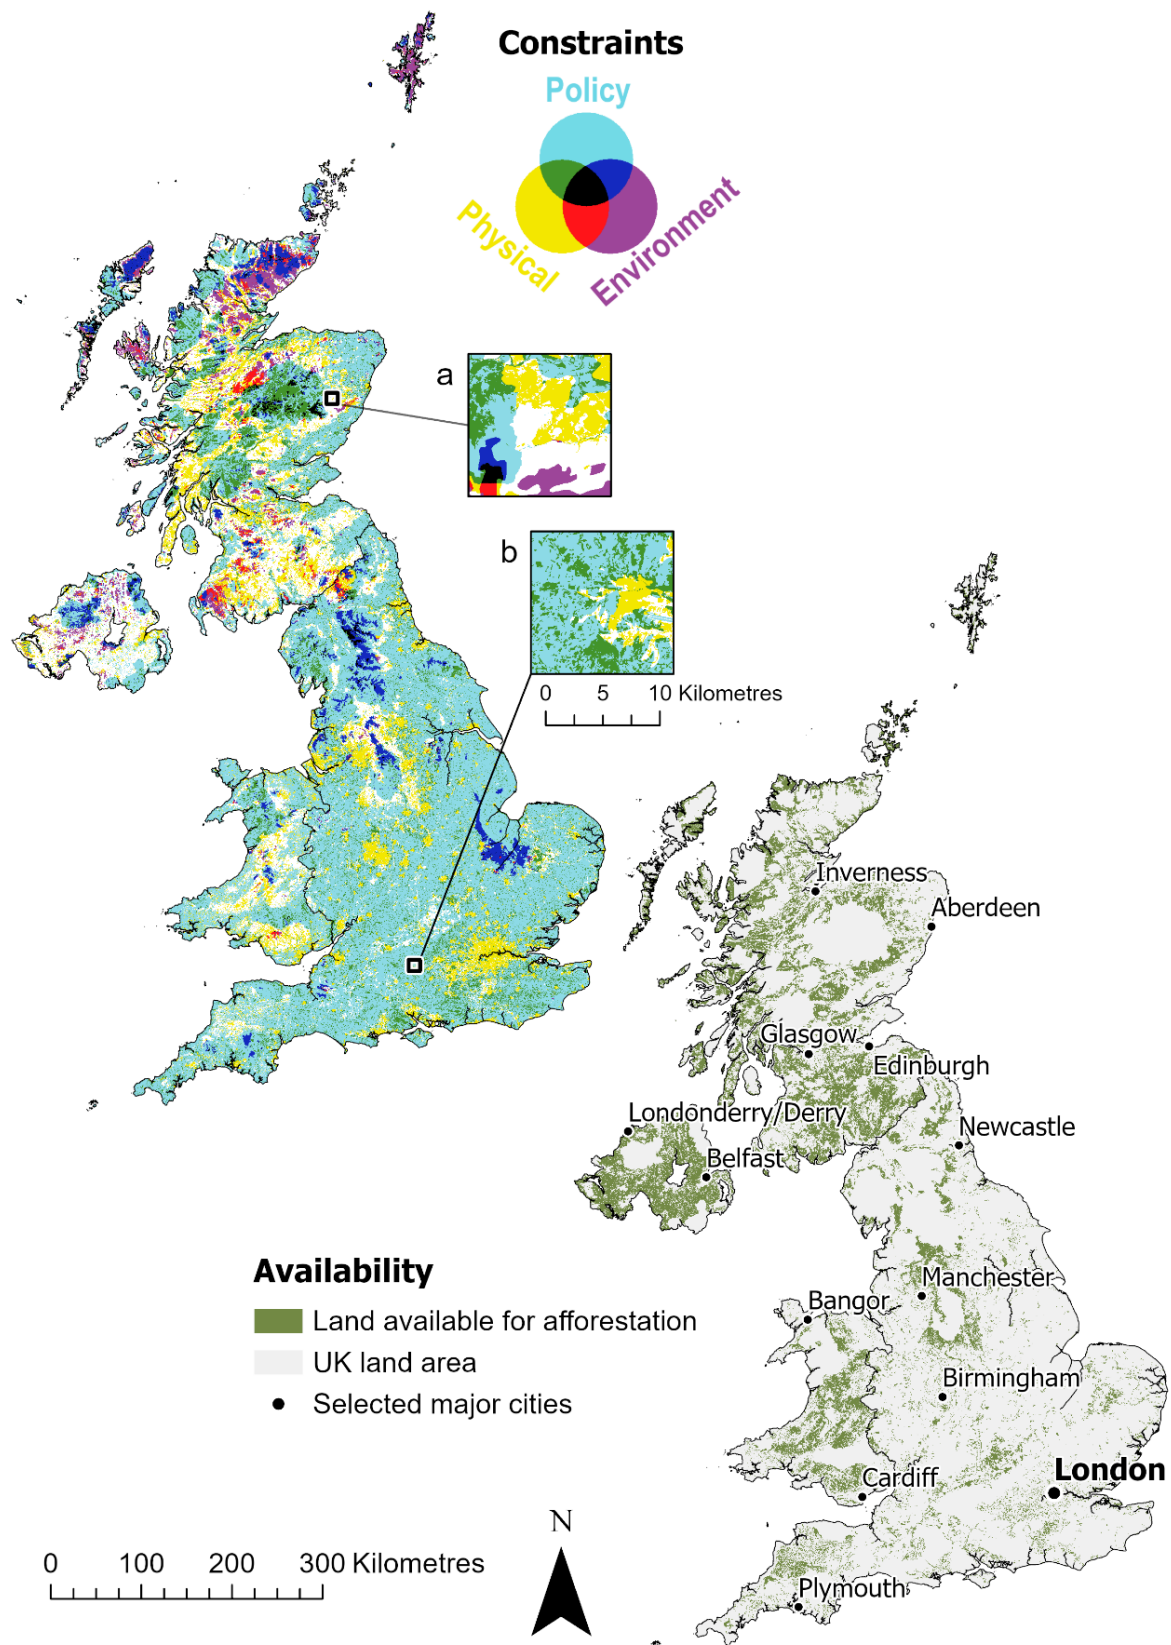 Constraints
Policy
Physical
Environment
a
b
0 5 10 Kilometres
Inverness
Aberdeen
Glasgow
Edinburgh
Londonderry/Derry
Newcastle
Belfast
Availability
Land available for afforestation
UK land area
Selected major cities
Manchester
Bangor
Birmingham
London
Cardiff
Plymouth
N
0 100 200 300 Kilometres